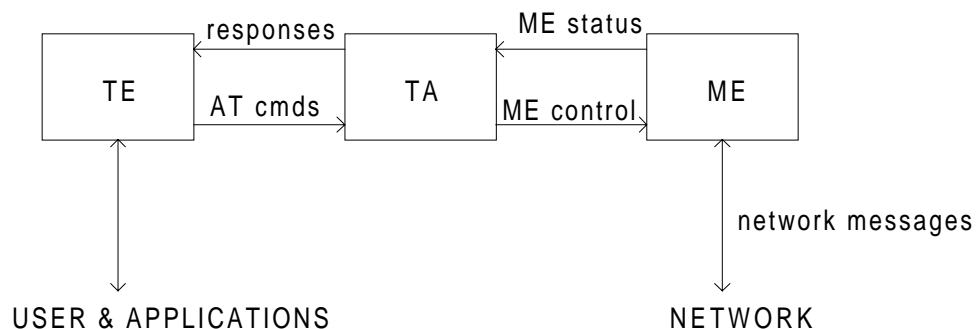 responses
ME status
TE
TA
ME
AT cmds
ME control
network messages
USER & APPLICATIONS
NETWORK